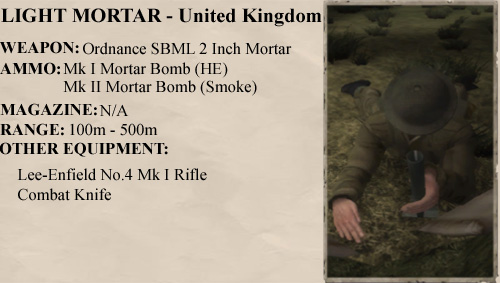 LIGHT MORTAR - United Kingdom
WEAPON: Ordnance SBML 2 Inch Mortar
AMMO: Mk I Mortar Bomb (HE)
Mk II Mortar Bomb (Smoke)
MAGAZINE: N/A
RANGE: 100m - 500m
OTHER EQUIPMENT:
Lee-Enfield No.4 Mk I Rifle
Combat Knife